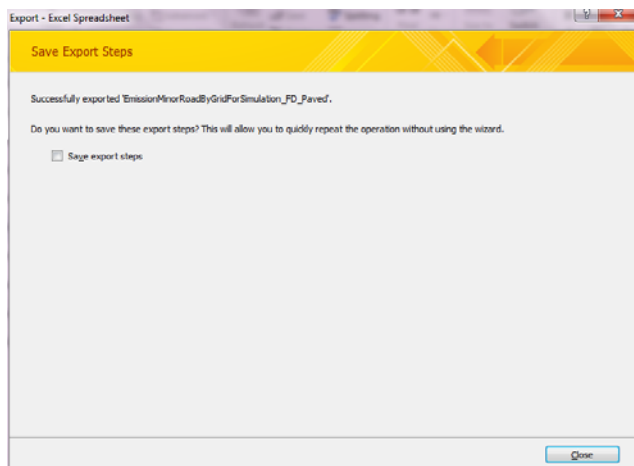 Export - Excel Spreadsheet
Save Export Steps
Successfully exported 'EmissionMinorRoadByGridForSimulation_FD_Paved'.
Do you want to save these export steps? This will allow you to quickly repeat the operation without using the wizard.
Save export steps
Close